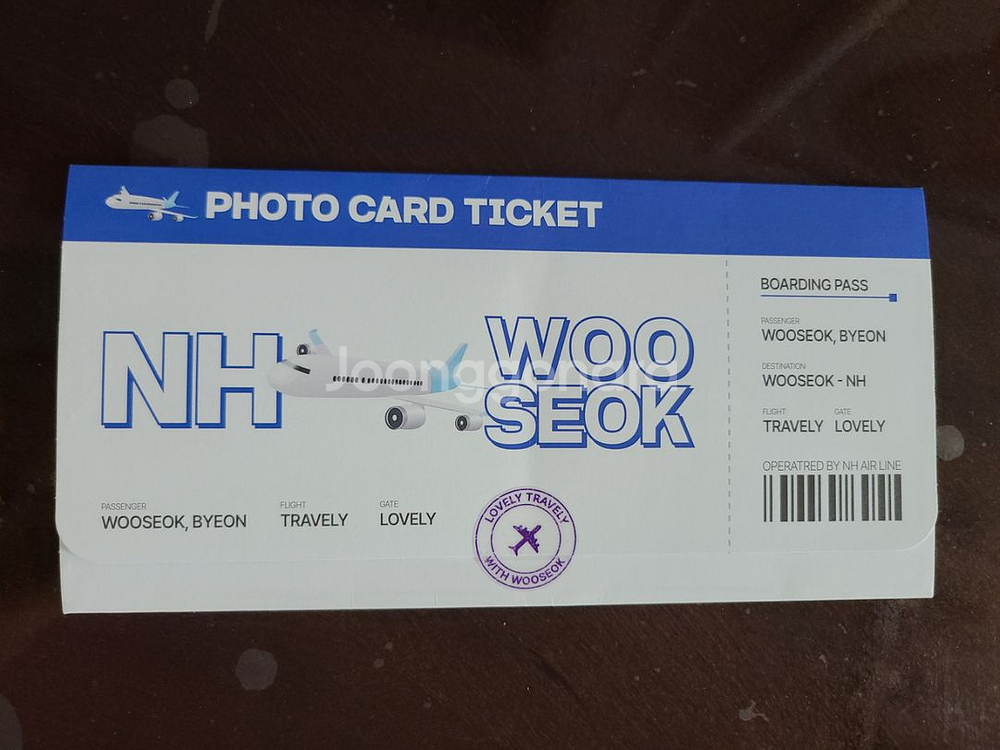 PHOTO CARD TICKET
NH
WOO
SEOK
Joonggonara
PASSENGER
WOOSEOK, BYEON
FLIGHT
TRAVELY
GATE
LOVELY
LOVELY TRAVELY
WITH WOOSEOK
BOARDING PASS
PASSENGER
WOOSEOK, BYEON
DESTINATION
WOOSEOK - NH
FLIGHT GATE
TRAVELY LOVELY
OPERATRED BY NH AIR LINE